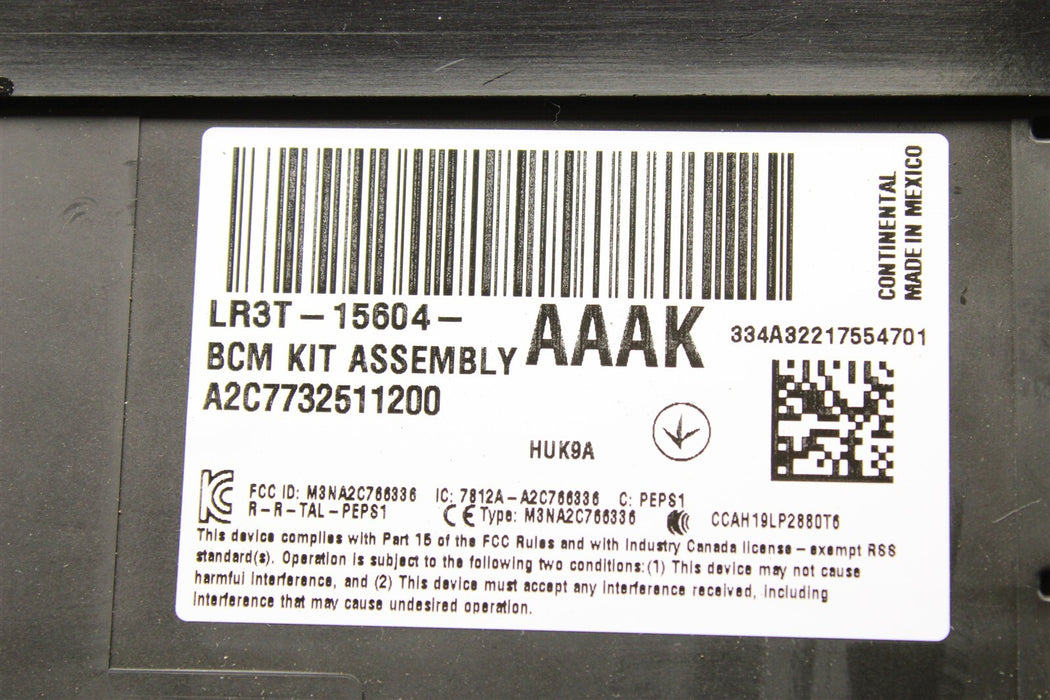 CONTINENTAL
MADE IN MEXICO
LR3T-15604- AAAK
BCM KIT ASSEMBLY
334A32217554701
A2C7732511200
HUK9A
FCC ID: M3NA2C766336 IC: 7812A-A2C766336 C: PEPS1
R-R-TAL-PEPS1 CE Type: M3NA2C766336 CCAH19LP2880T6
This device complies with Part 15 of the FCC Rules and with Industry Canada license-exempt RSS
standard(s). Operation is subject to the following two conditions:(1) This device may not cause
harmful interference, and (2) This device must accept any interference received, including
interference that may cause undesired operation.